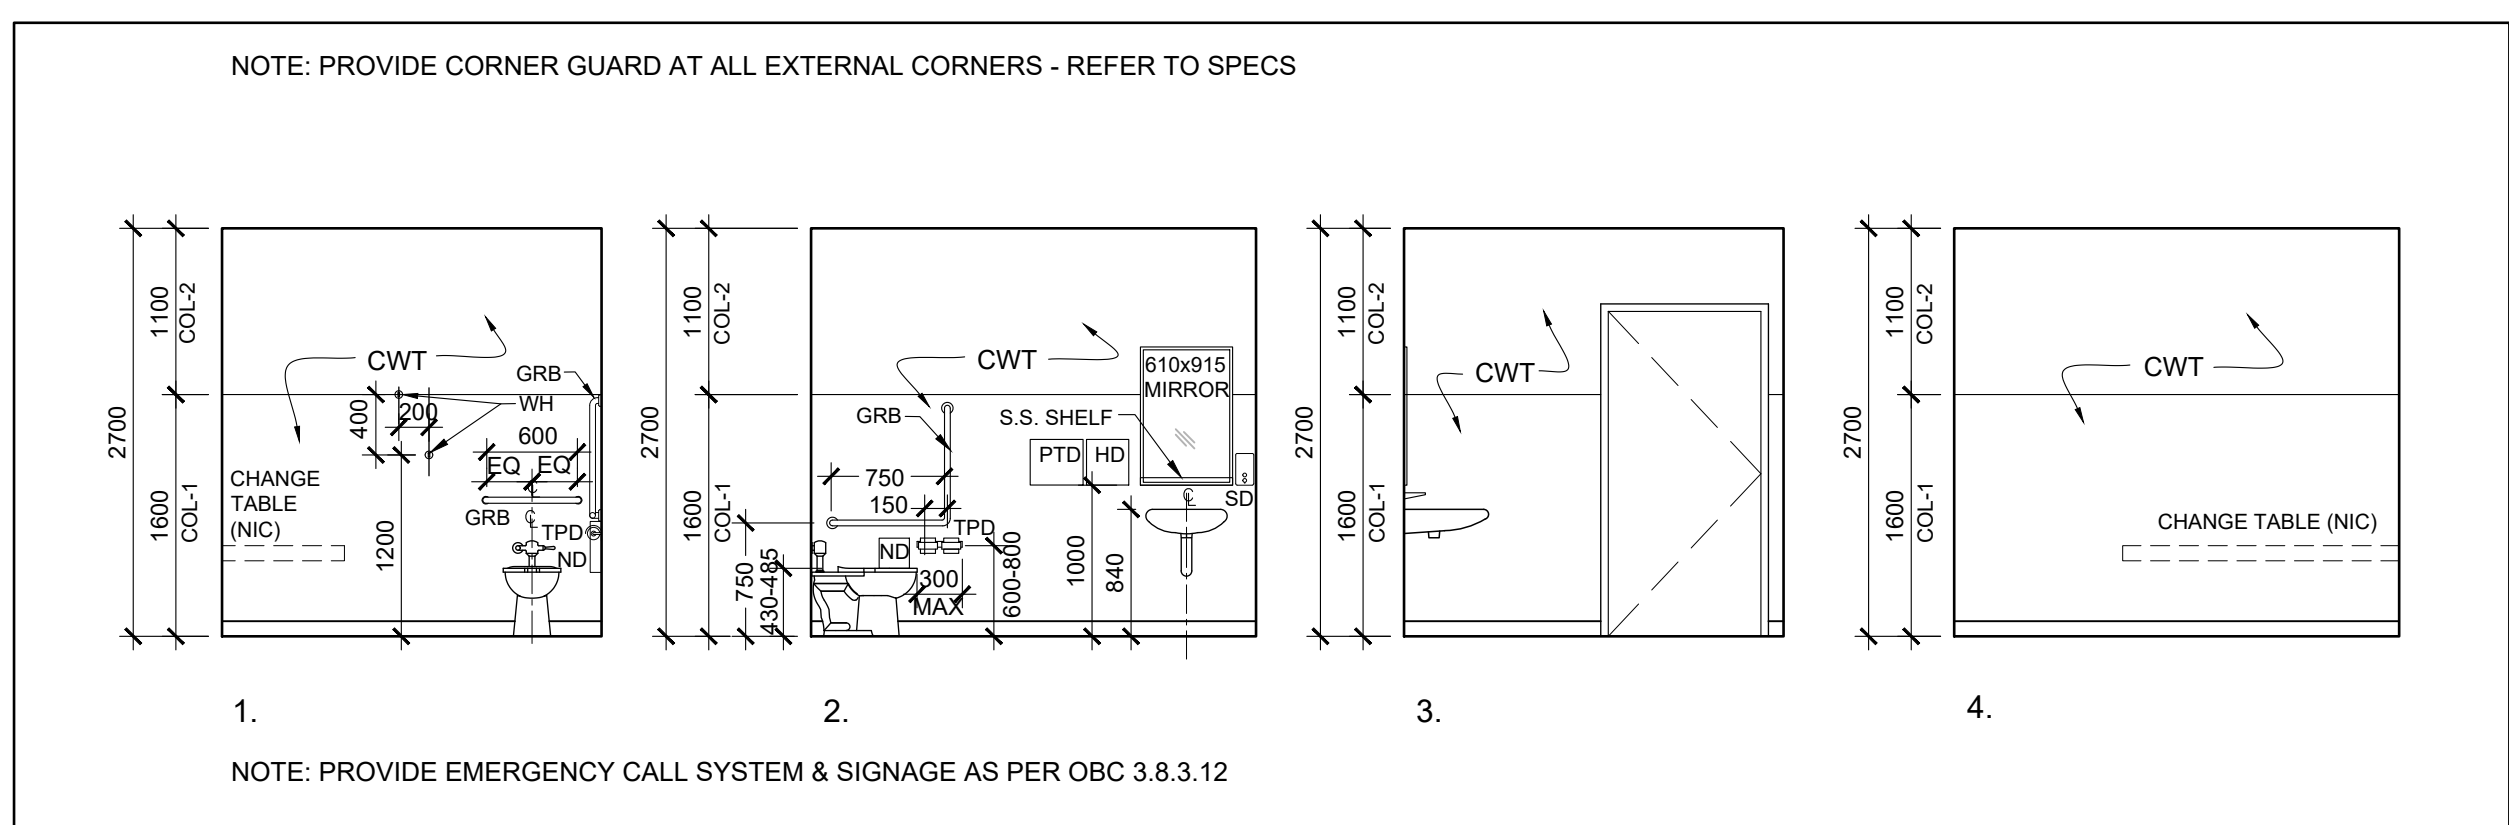 NOTE: PROVIDE CORNER GUARD AT ALL EXTERNAL CORNERS - REFER TO SPECS
2700
1100
COL-2
1600
COL-1
CWT
GRB
WH
400
200
600
EQ
EQ
CHANGE
TABLE
(NIC)
1200
GRB
CL
CL
TPD
ND
1.
2700
1100
COL-2
1600
COL-1
CWT
610x915
MIRROR
GRB
S.S. SHELF
PTD
HD
750
150
TPD
ND
CL
SD
750
430-485
300
MAX
600-800
1000
840
2.
2700
1100
COL-2
1600
COL-1
CWT
3.
2700
1100
COL-2
1600
COL-1
CWT
CHANGE TABLE (NIC)
4.
NOTE: PROVIDE EMERGENCY CALL SYSTEM & SIGNAGE AS PER OBC 3.8.3.12